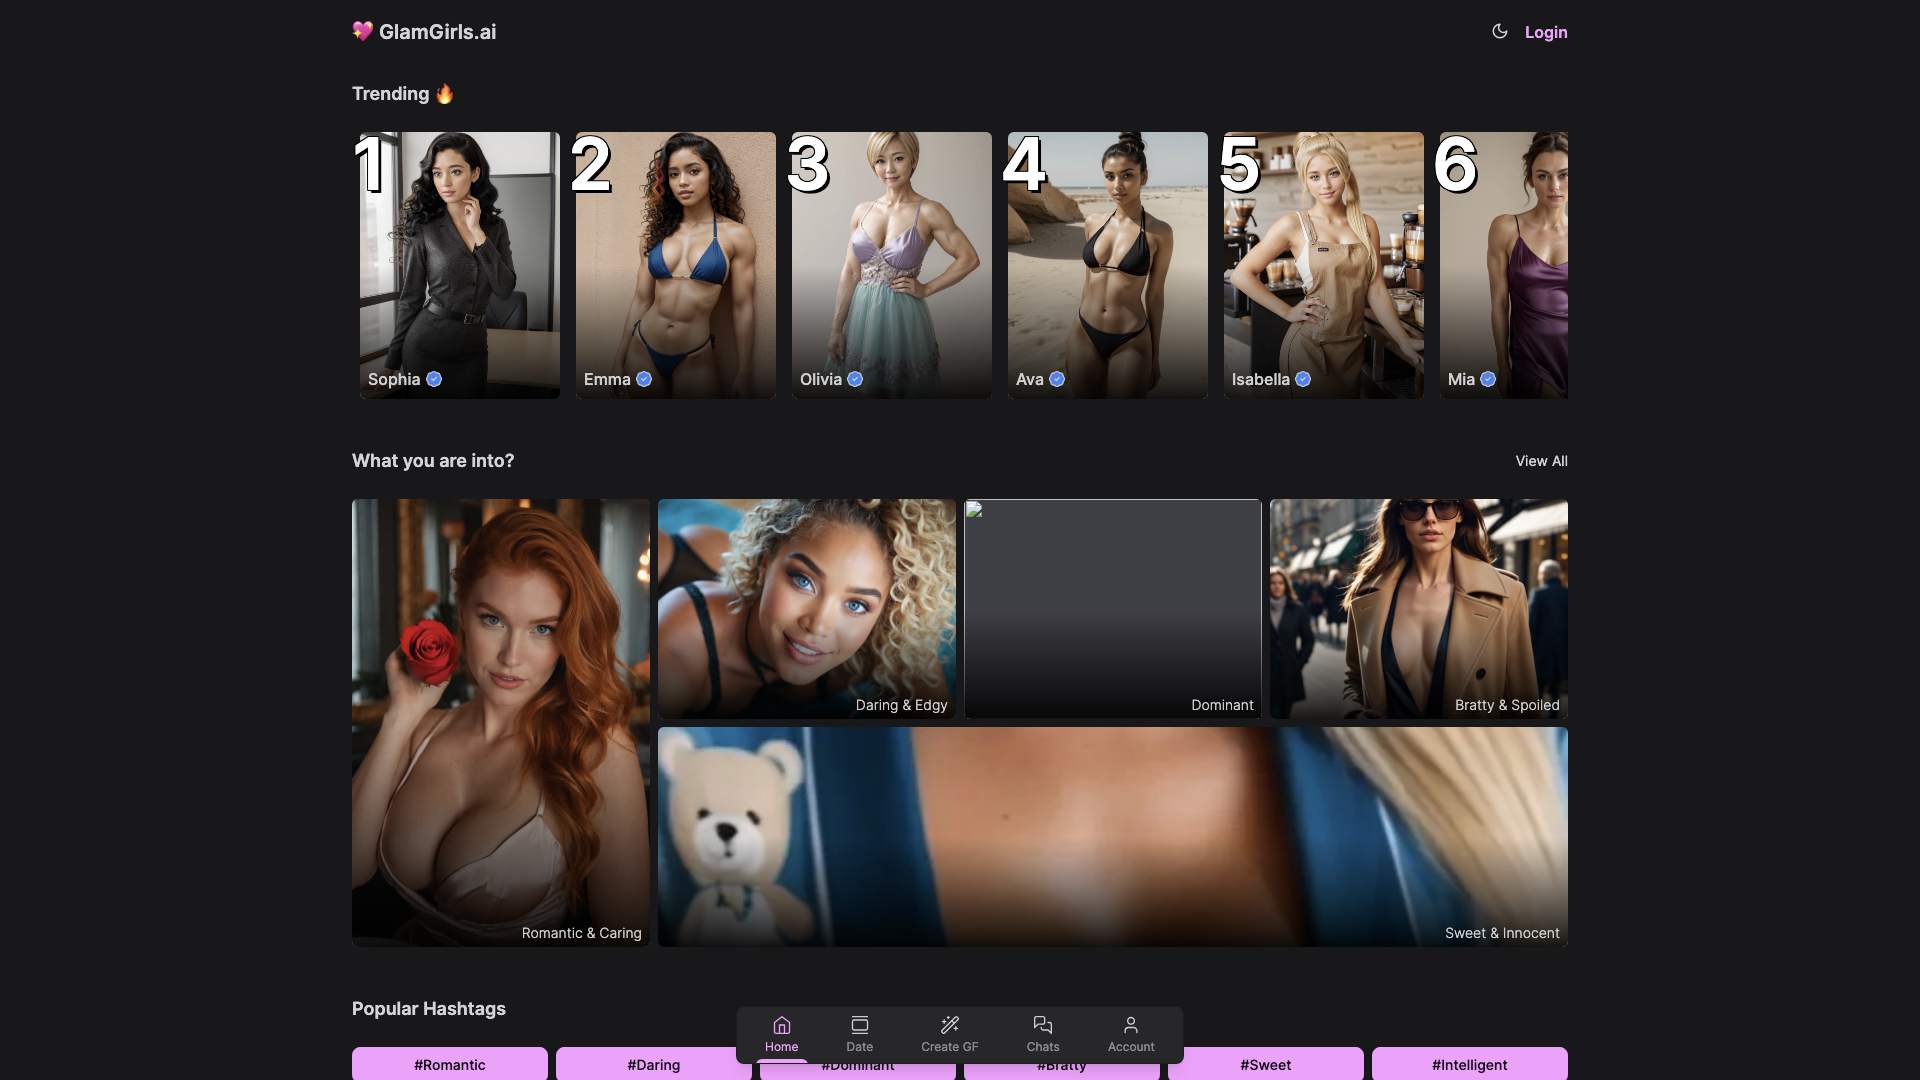 💖 GlamGirls.ai
Login
Trending 🔥
1
2
3
4
5
6
Sophia
Emma
Olivia
Ava
Isabella
Mia
What you are into?
View All
Daring & Edgy
Dominant
Bratty & Spoiled
Romantic & Caring
Sweet & Innocent
Popular Hashtags
Home
Date
Create GF
Chats
Account
#Romantic
#Daring
#Dominant
#Bratty
#Sweet
#Intelligent